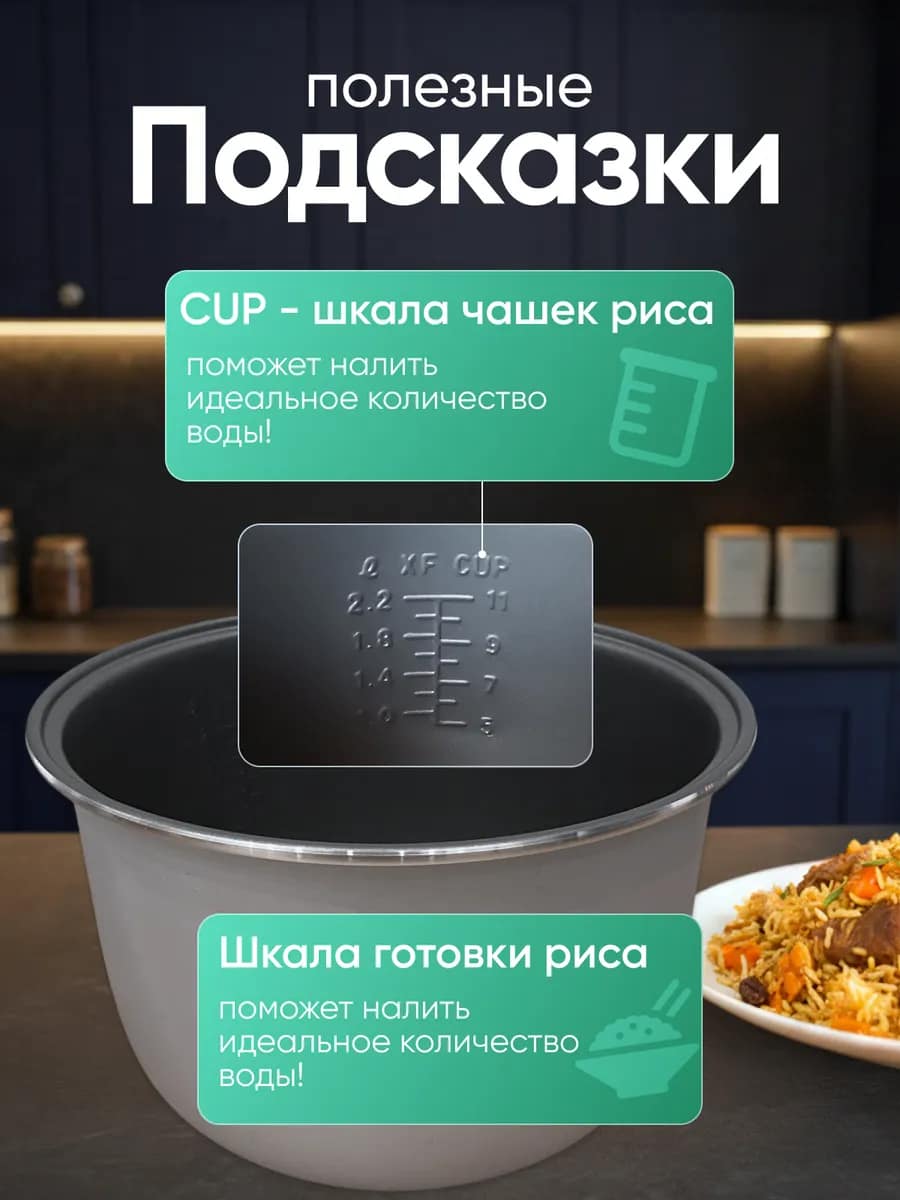 полезные
Подсказки
CUP - шкала чашек риса
поможет налить
идеальное количество
воды!
ℓ XF CUP
2.2 11
1.8 9
1.4 7
5
Шкала готовки риса
поможет налить
идеальное количество
воды!